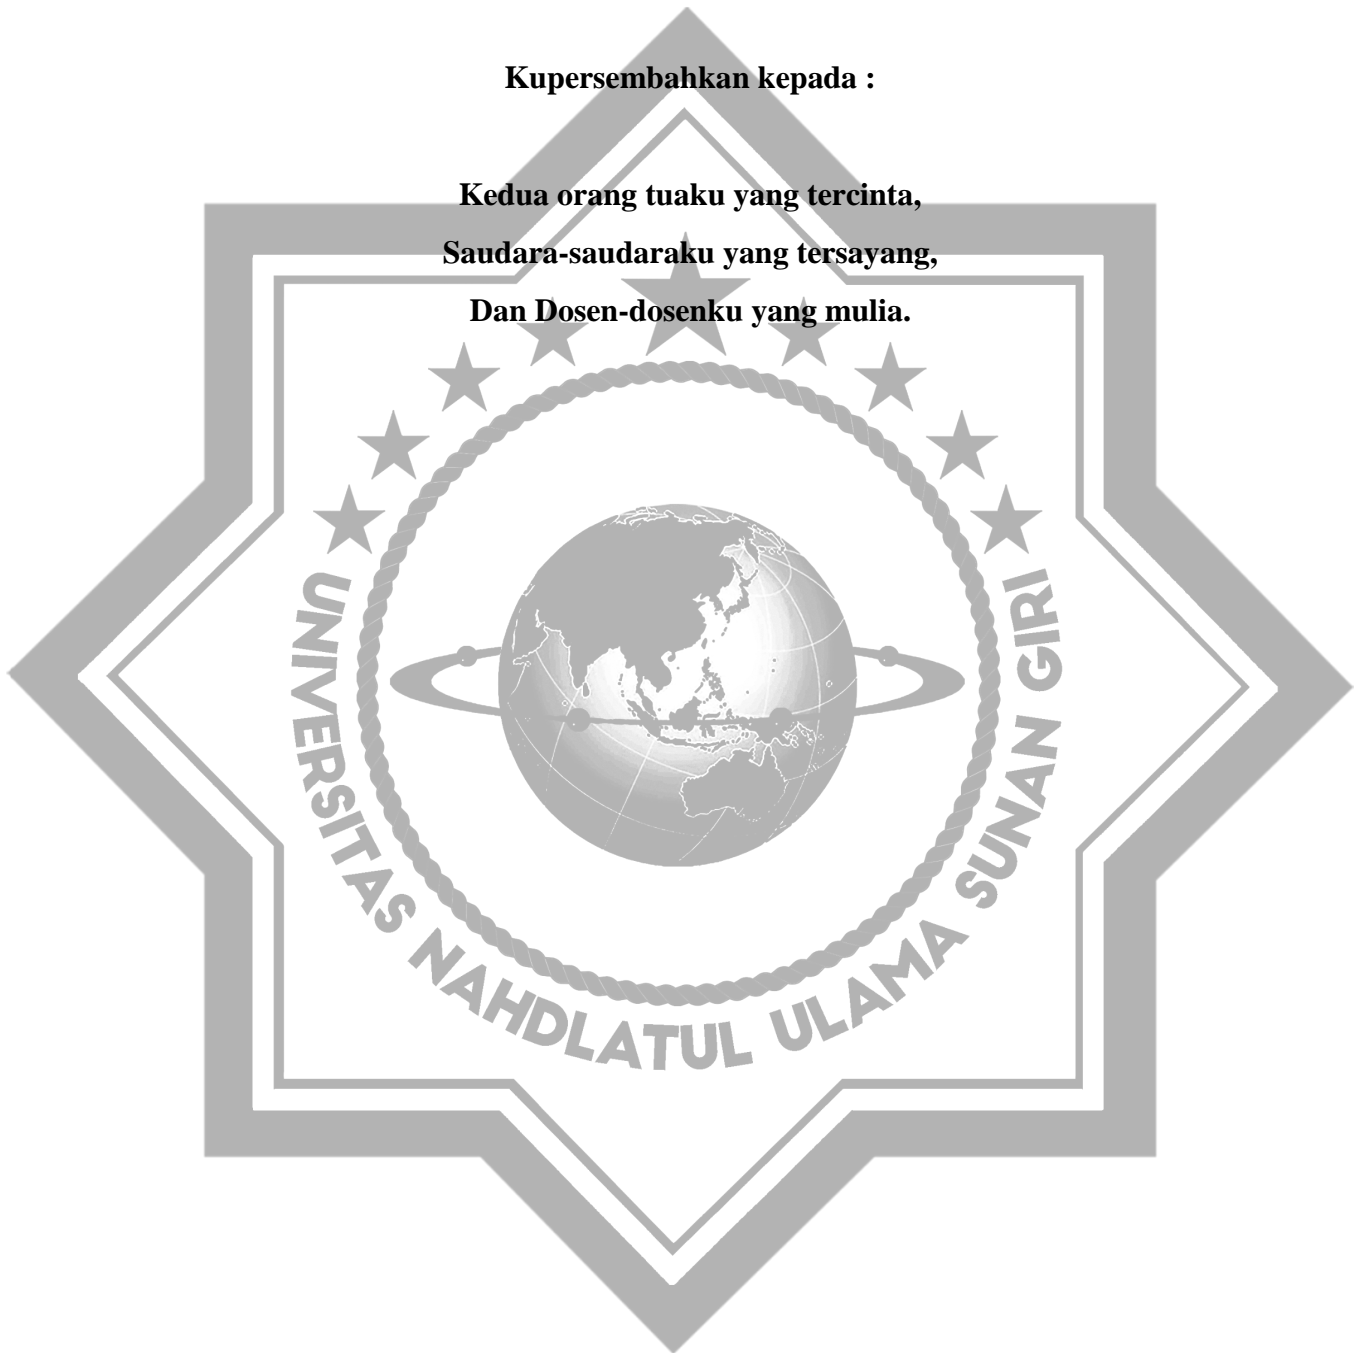 Kupersembahkan kepada :
Kedua orang tuaku yang tercinta,
Saudara-saudaraku yang tersayang,
Dan Dosen-dosenku yang mulia.
UNIVERSITAS NAHDLATUL ULAMA SUNAN GIRI